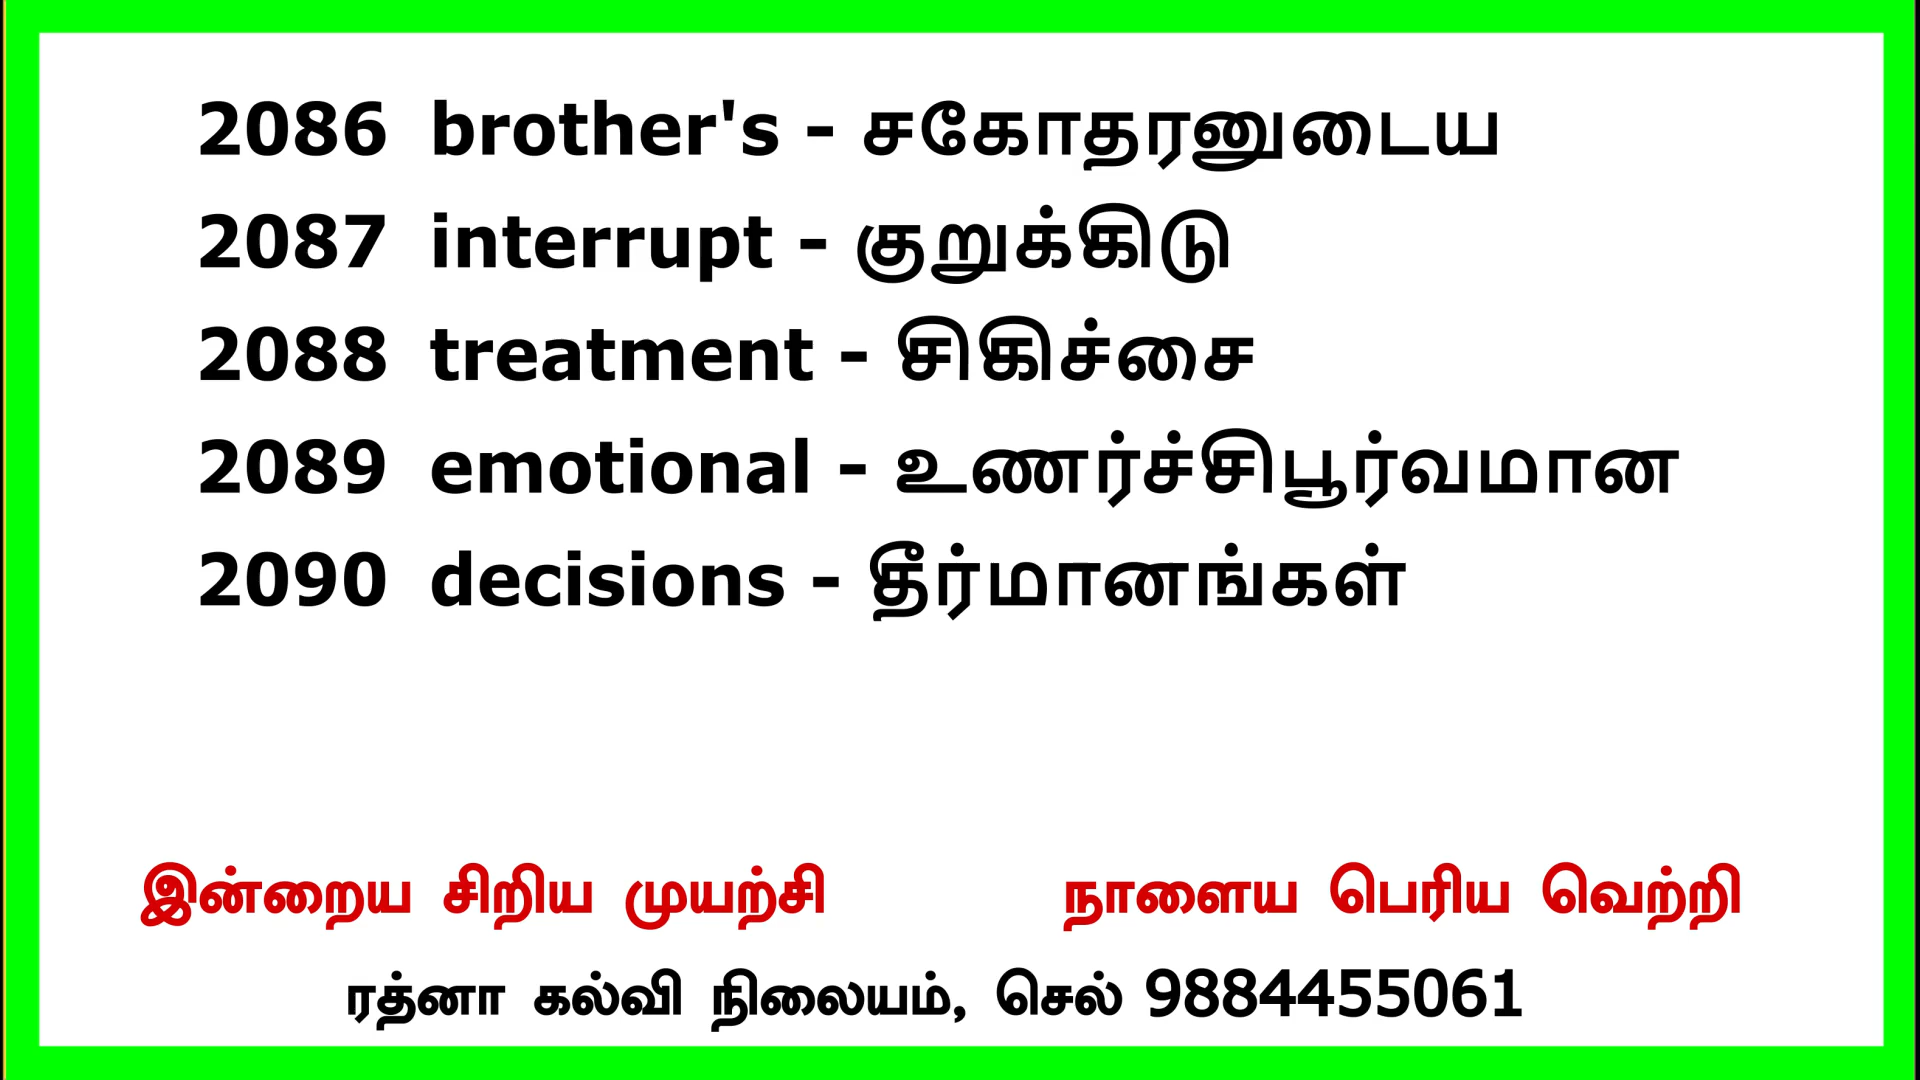 2086 brother's - சகோதரனுடைய
2087 interrupt - குறுக்கிடு
2088 treatment - சிகிச்சை
2089 emotional - உணர்ச்சிபூர்வமான
2090 decisions - தீர்மானங்கள்
இன்றைய சிறிய முயற்சி நாளைய பெரிய வெற்றி
ரத்னா கல்வி நிலையம், செல் 9884455061